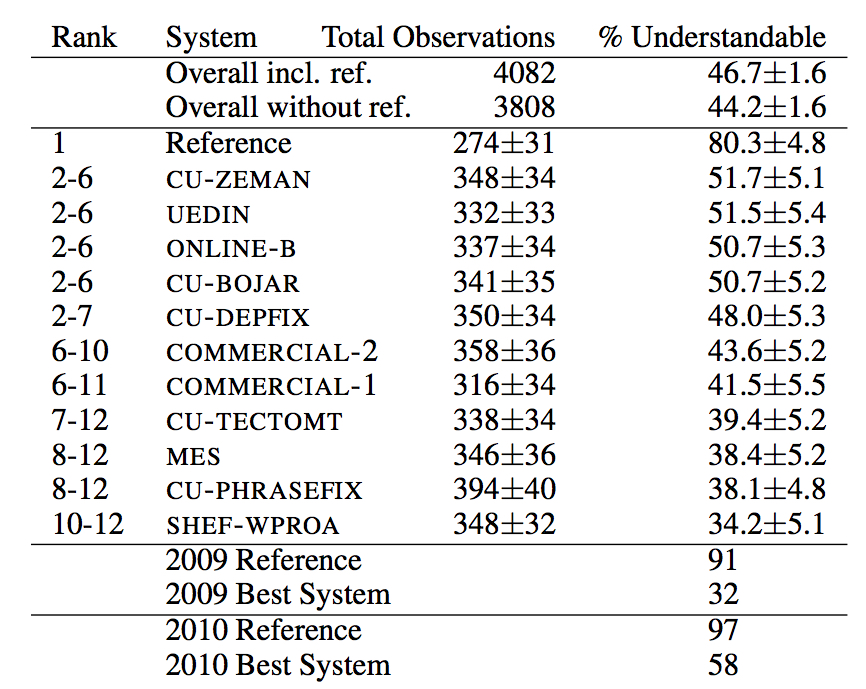 Rank System Total Observations % Understandable
Overall incl. ref. 4082 46.7±1.6
Overall without ref. 3808 44.2±1.6
1 Reference 274±31 80.3±4.8
2-6 CU-ZEMAN 348±34 51.7±5.1
2-6 UEDIN 332±33 51.5±5.4
2-6 ONLINE-B 337±34 50.7±5.3
2-6 CU-BOJAR 341±35 50.7±5.2
2-7 CU-DEPFIX 350±34 48.0±5.3
6-10 COMMERCIAL-2 358±36 43.6±5.2
6-11 COMMERCIAL-1 316±34 41.5±5.5
7-12 CU-TECTOMT 338±34 39.4±5.2
8-12 MES 346±36 38.4±5.2
8-12 CU-PHRASEFIX 394±40 38.1±4.8
10-12 SHEF-WPROA 348±32 34.2±5.1
2009 Reference 91
2009 Best System 32
2010 Reference 97
2010 Best System 58